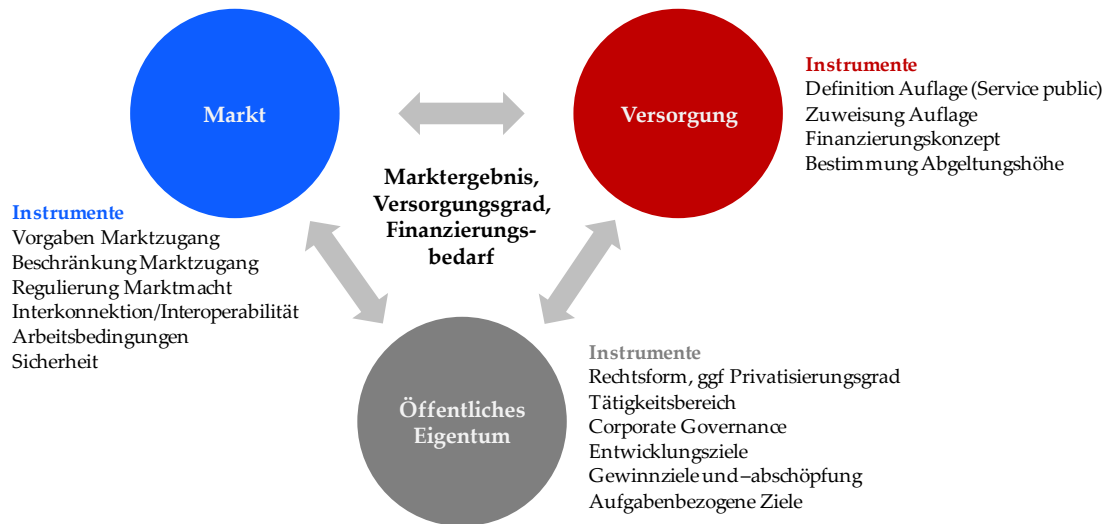 Markt
Versorgung
Instrumente
Definition Auflage (Service public)
Zuweisung Auflage
Finanzierungskonzept
Bestimmung Abgeltungshöhe
Marktergebnis,
Versorgungsgrad,
Finanzierungs-
bedarf
Instrumente
Vorgaben Marktzugang
Beschränkung Marktzugang
Regulierung Marktmacht
Interkonnektion/Interoperabilität
Arbeitsbedingungen
Sicherheit
Öffentliches
Eigentum
Instrumente
Rechtsform, ggf Privatisierungsgrad
Tätigkeitsbereich
Corporate Governance
Entwicklungsziele
Gewinnziele und –abschöpfung
Aufgabenbezogene Ziele